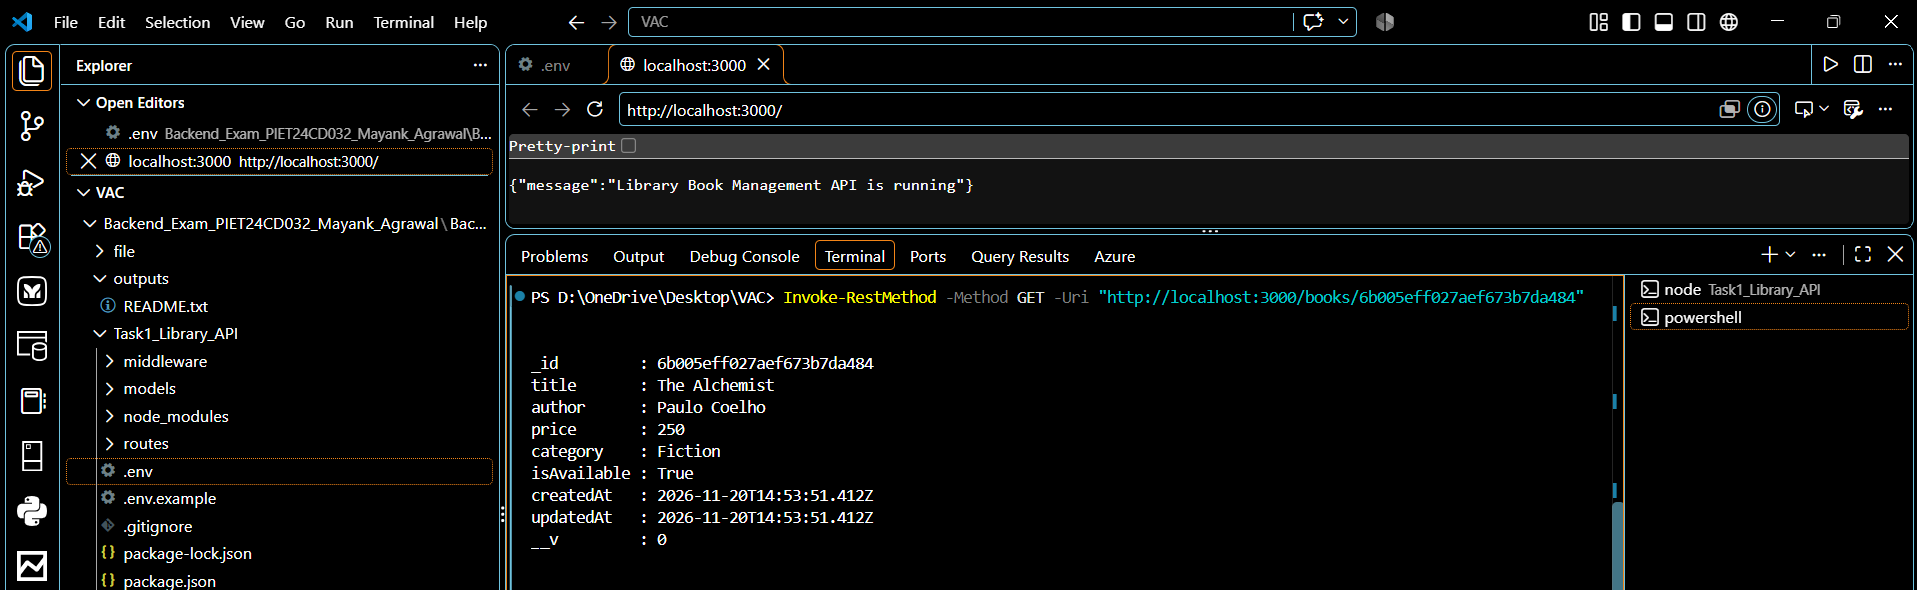 File Edit Selection View Go Run Terminal Help
VAC
Explorer
Open Editors
.env Backend_Exam_PIET24CD032_Mayank_Agrawal\B...
localhost:3000 http://localhost:3000/
VAC
Backend_Exam_PIET24CD032_Mayank_Agrawal\Bac...
file
outputs
README.txt
Task1_Library_API
middleware
models
node_modules
routes
.env
.env.example
.gitignore
package-lock.json
package.json
.env
localhost:3000
http://localhost:3000/
Pretty-print
{"message":"Library Book Management API is running"}
Problems Output Debug Console Terminal Ports Query Results Azure
PS D:\OneDrive\Desktop\VAC> Invoke-RestMethod -Method GET -Uri "http://localhost:3000/books/6b005eff027aef673b7da484"
_id : 6b005eff027aef673b7da484
title : The Alchemist
author : Paulo Coelho
price : 250
category : Fiction
isAvailable : True
createdAt : 2026-11-20T14:53:51.412Z
updatedAt : 2026-11-20T14:53:51.412Z
__v : 0
node Task1_Library_API
powershell